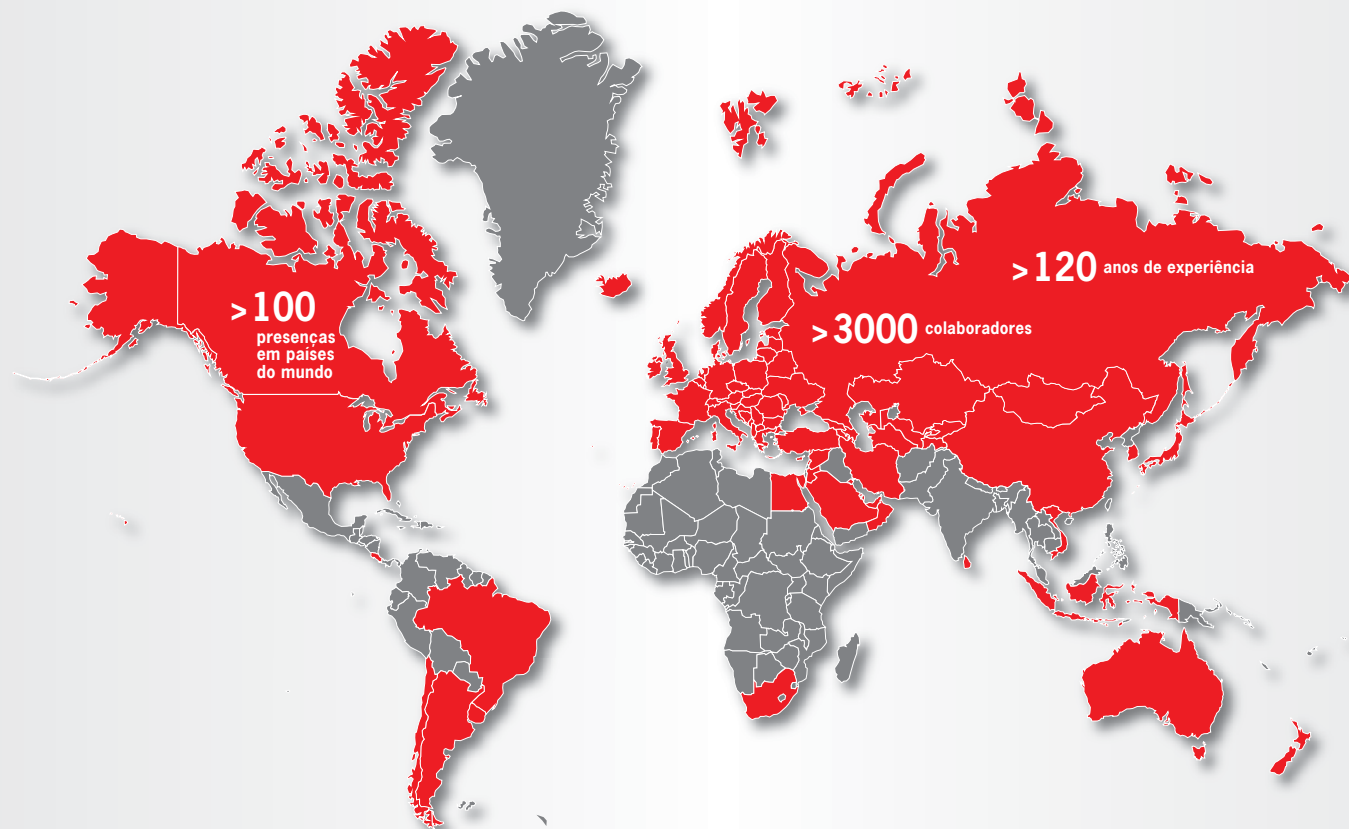 > 100
presenças
em países
do mundo
> 120 anos de experiência
> 3000 colaboradores